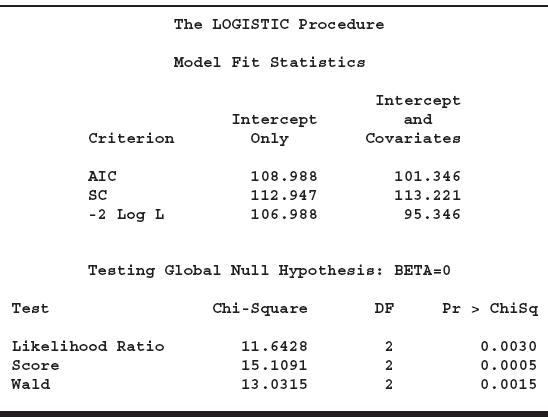 The LOGISTIC Procedure
Model Fit Statistics
Intercept
Intercept and
Criterion Only Covariates
AIC 108.988 101.346
SC 112.947 113.221
-2 Log L 106.988 95.346
Testing Global Null Hypothesis: BETA=0
Test Chi-Square DF Pr > ChiSq
Likelihood Ratio 11.6428 2 0.0030
Score 15.1091 2 0.0005
Wald 13.0315 2 0.0015